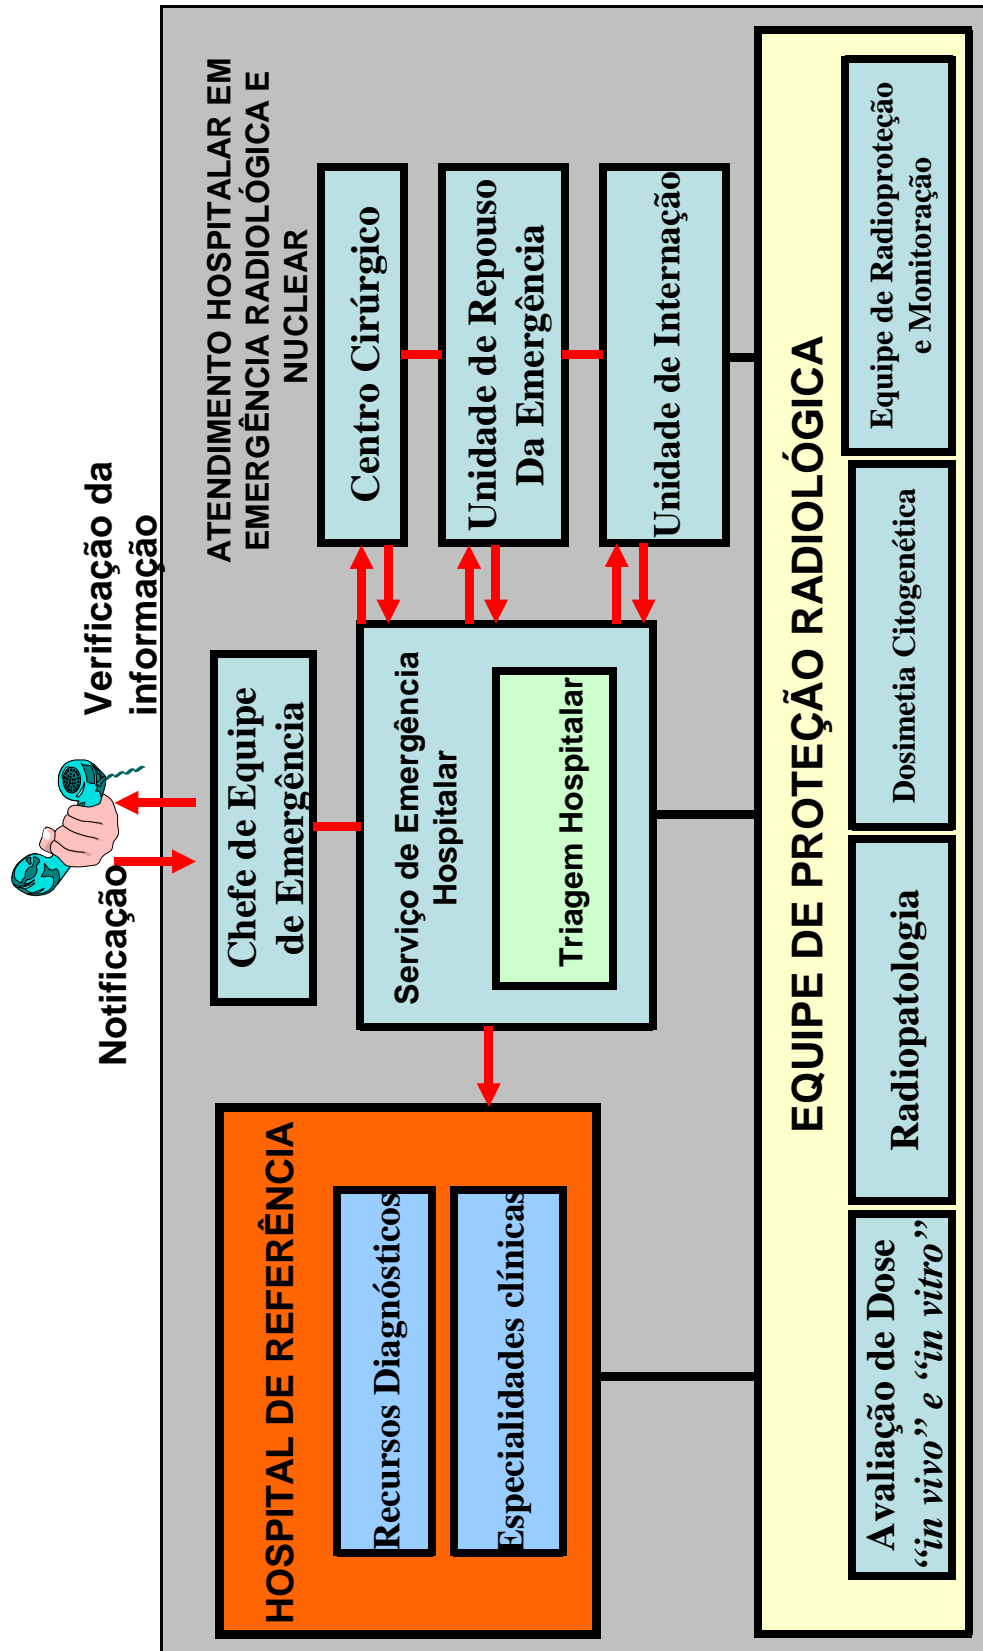 Notificação
Verificação da
informação
ATENDIMENTO HOSPITALAR EM
EMERGÊNCIA RADIOLÓGICA E
NUCLEAR
Chefe de Equipe
de Emergência
HOSPITAL DE REFERÊNCIA
Recursos Diagnósticos
Especialidades clínicas
Serviço de Emergência
Hospitalar
Triagem Hospitalar
Centro Cirúrgico
Unidade de Repouso
Da Emergência
Unidade de Internação
EQUIPE DE PROTEÇÃO RADIOLÓGICA
Avaliação de Dose
“in vivo” e “in vitro”
Radiopatologia
Dosimetia Citogenética
Equipe de Radioproteção
e Monitoração